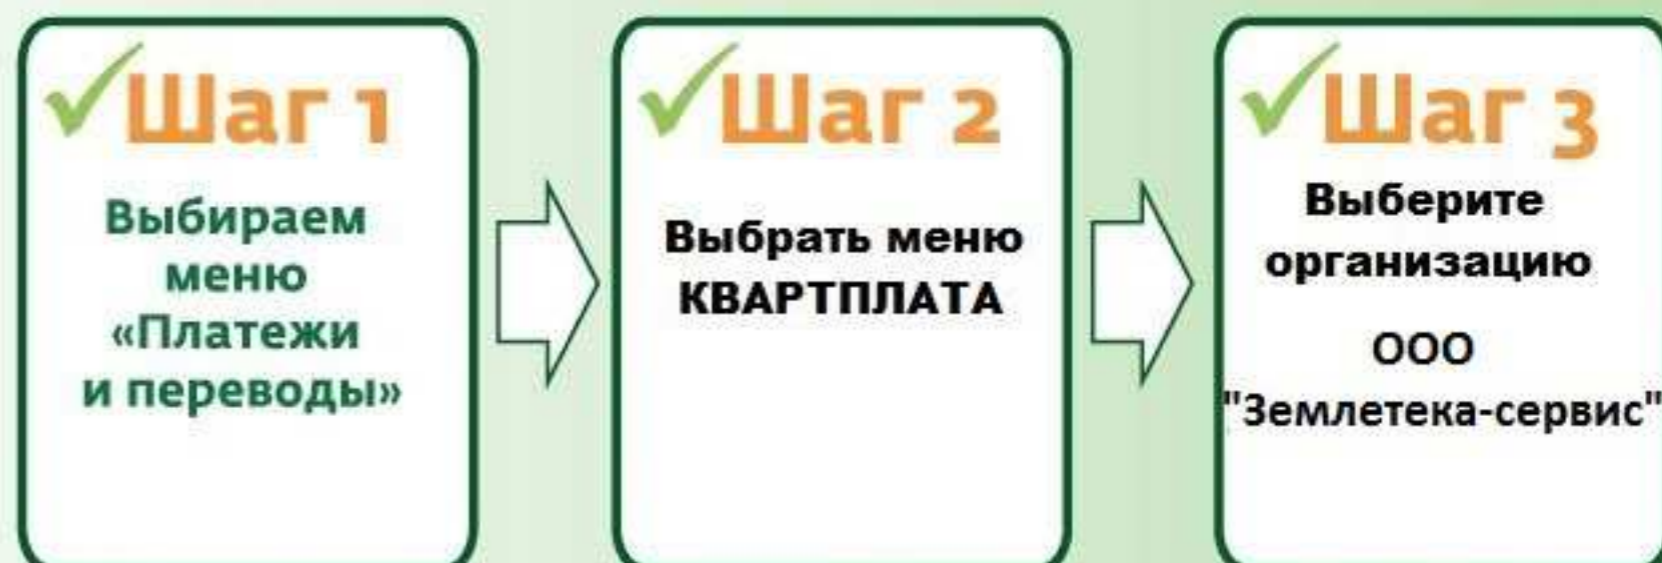 Шаг 1
Выбираем
меню
«Платежи
и переводы»
Шаг 2
Выбрать меню
КВАРТПЛАТА
Шаг 3
Выберите
организацию
ООО
"Землетека-сервис"